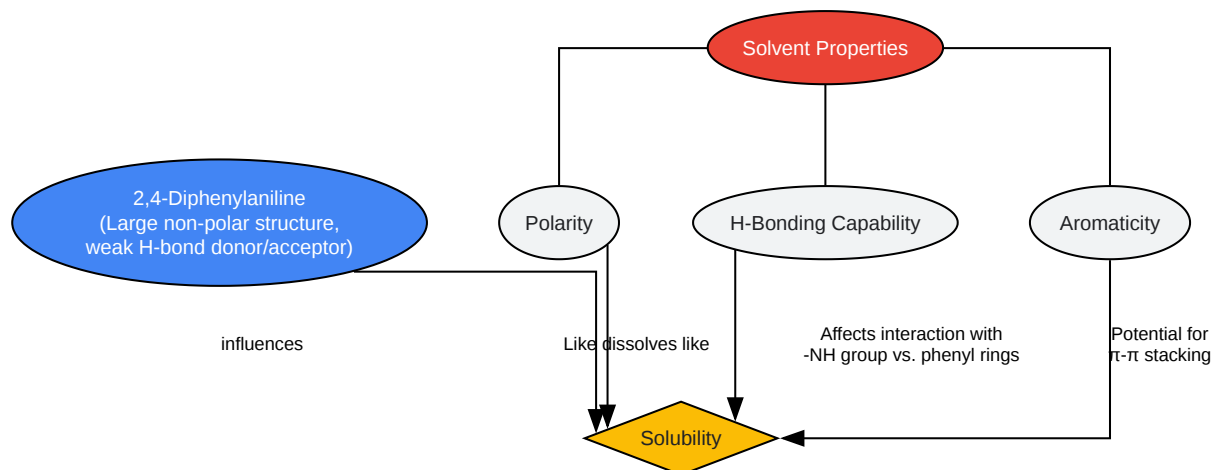 Solvent Properties
2,4-Diphenylaniline
(Large non-polar structure,
weak H-bond donor/acceptor)
Polarity
H-Bonding Capability
Aromaticity
influences
Like dissolves like
Affects interaction with
-NH group vs. phenyl rings
Potential for
π-π stacking
Solubility